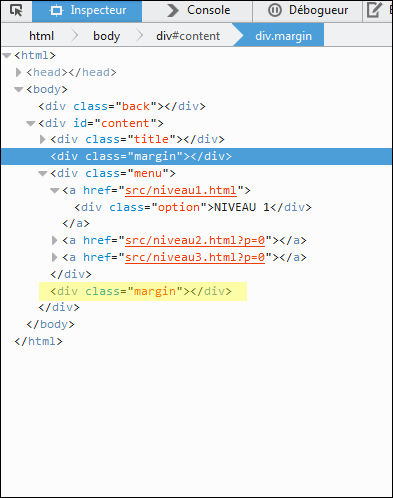 Inspecteur Console Débogueur É
html body div#content div.margin
<html>
<head></head>
<body>
<div class="back"></div>
<div id="content">
<div class="title"></div>
<div class="margin"></div>
<div class="menu">
<a href="src/niveau1.html">
<div class="option">NIVEAU 1</div>
</a>
<a href="src/niveau2.html?p=0"></a>
<a href="src/niveau3.html?p=0"></a>
</div>
<div class="margin"></div>
</div>
</body>
</html>